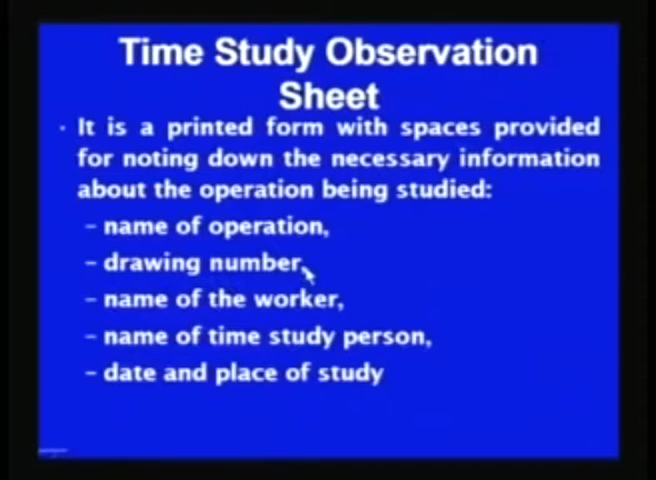 Time Study Observation
Sheet
· It is a printed form with spaces provided
for noting down the necessary information
about the operation being studied:
– name of operation,
– drawing number,
– name of the worker,
– name of time study person,
– date and place of study